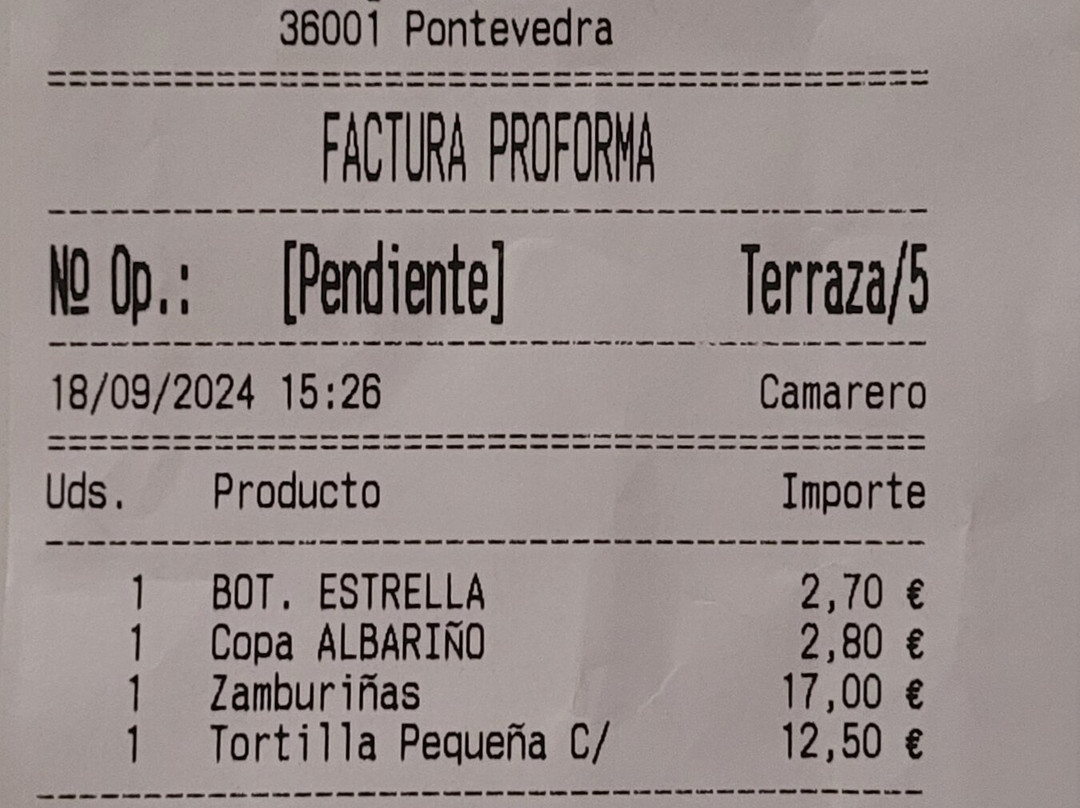 36001 Pontevedra
FACTURA PROFORMA
Nº Op.: [Pendiente] Terraza/5
18/09/2024 15:26 Camarero
Uds. Producto Importe
1 BOT. ESTRELLA 2,70 €
1 Copa ALBARIÑO 2,80 €
1 Zamburiñas 17,00 €
1 Tortilla Pequeña C/ 12,50 €